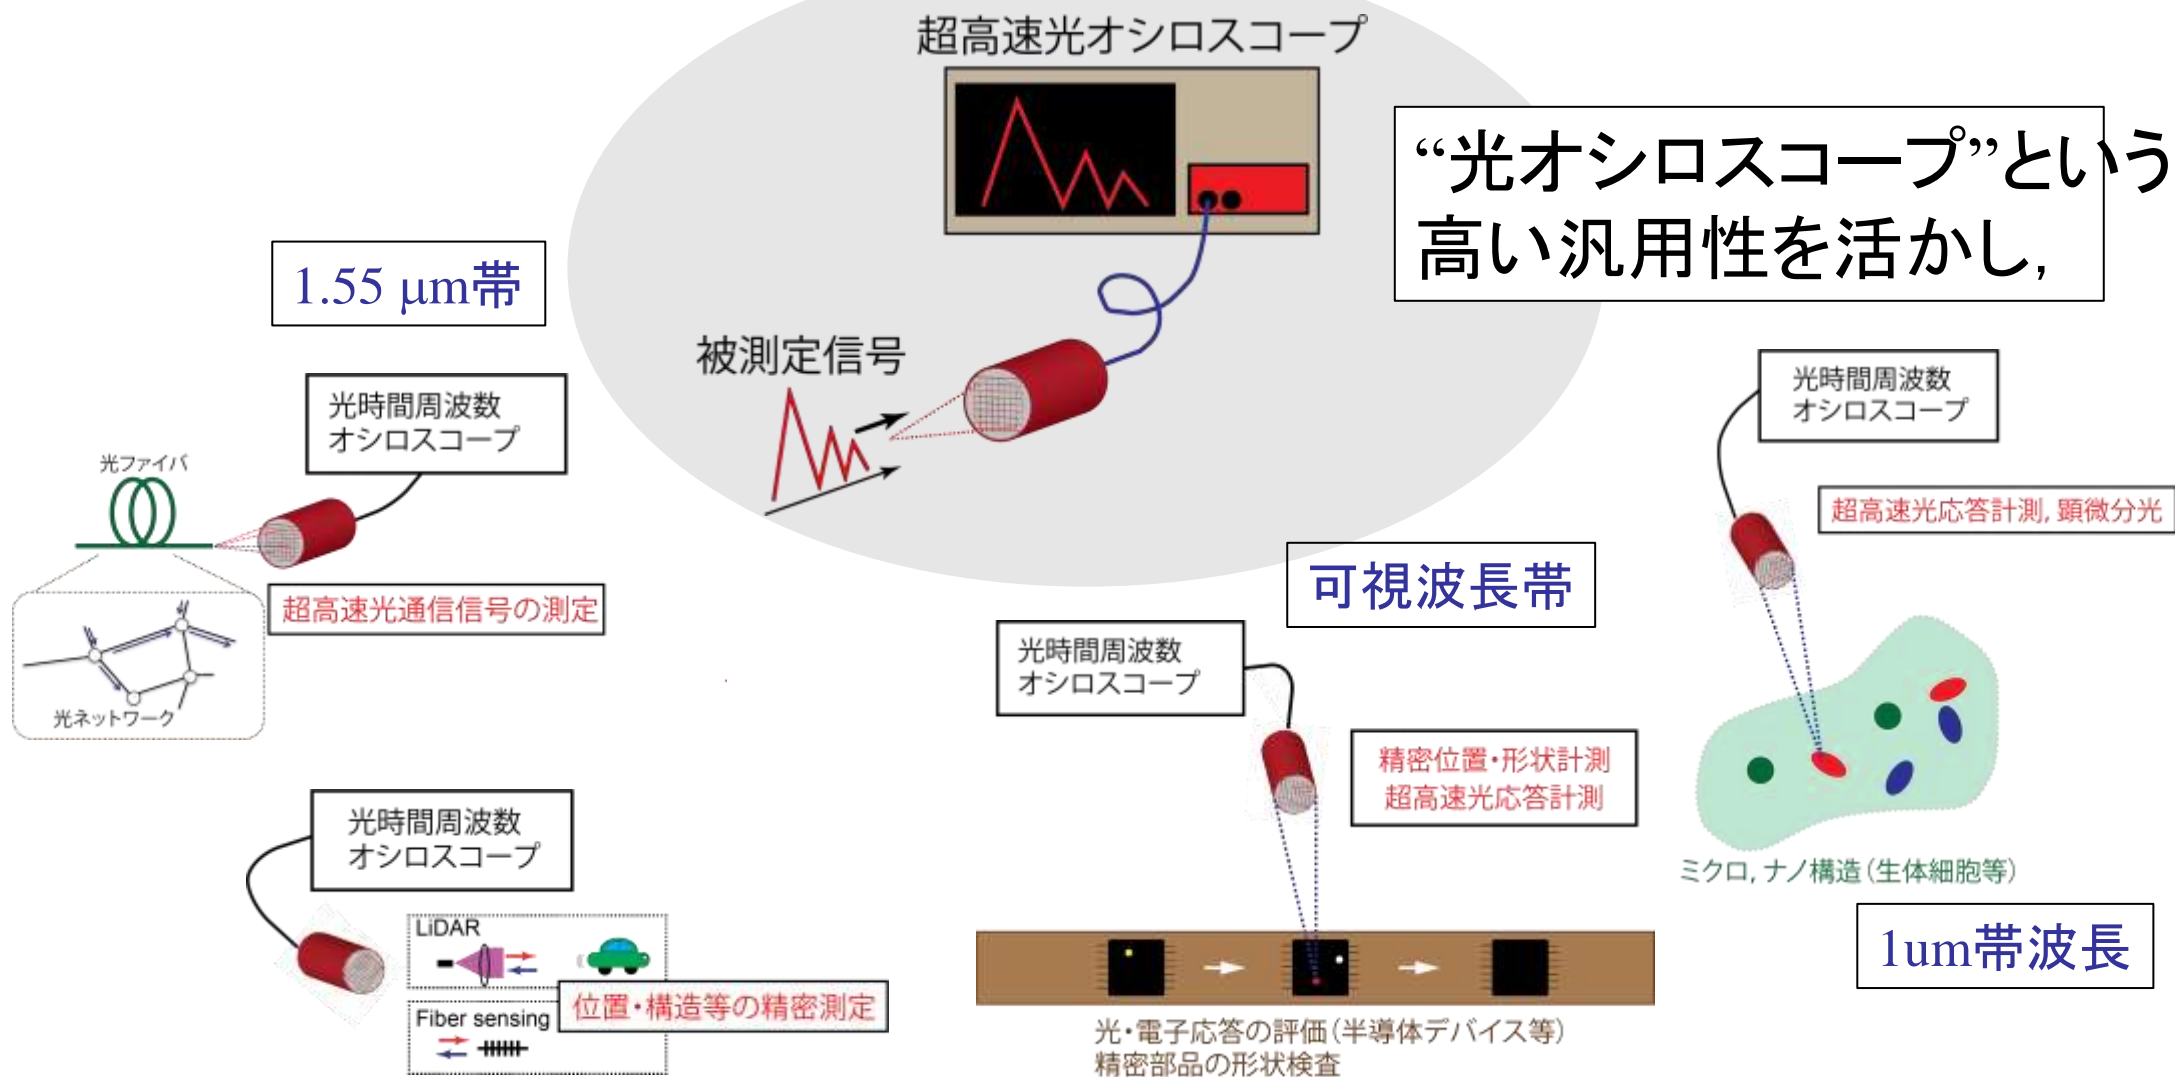 超高速光オシロスコープ
“光オシロスコープ”という
高い汎用性を活かし,
1.55 μm帯
被測定信号
光時間周波数
オシロスコープ
光ファイバ
超高速光通信信号の測定
光ネットワーク
光時間周波数
オシロスコープ
超高速光応答計測, 顕微分光
可視波長帯
光時間周波数
オシロスコープ
精密位置・形状計測
超高速光応答計測
ミクロ, ナノ構造（生体細胞等）
1um帯波長
光時間周波数
オシロスコープ
LiDAR
位置・構造等の精密測定
Fiber sensing
光・電子応答の評価（半導体デバイス等）
精密部品の形状検査